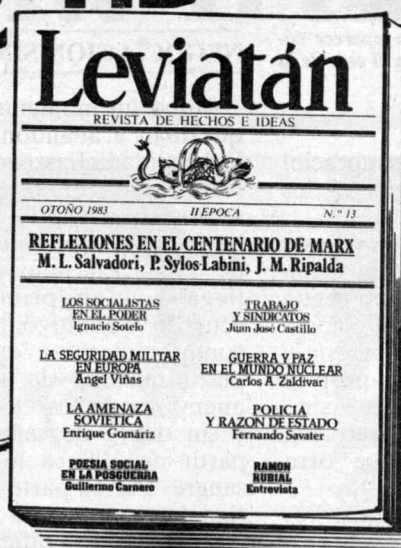 Leviatán
REVISTA DE HECHOS E IDEAS
OTOÑO 1983 II EPOCA N.º 13
REFLEXIONES EN EL CENTENARIO DE MARX
M. L. Salvadori, P. Sylos-Labini, J. M. Ripalda
LOS SOCIALISTAS
EN EL PODER
Ignacio Sotelo
TRABAJO
Y SINDICATOS
Juan José Castillo
LA SEGURIDAD MILITAR
EN EUROPA
Angel Viñas
GUERRA Y PAZ
EN EL MUNDO NUCLEAR
Carlos A. Zaldívar
LA AMENAZA
SOVIETICA
Enrique Gomáriz
POLICIA
Y RAZON DE ESTADO
Fernando Savater
POESIA SOCIAL
EN LA POSGUERRA
Guillermo Carnero
RAMON
RUBIAL
Entrevista